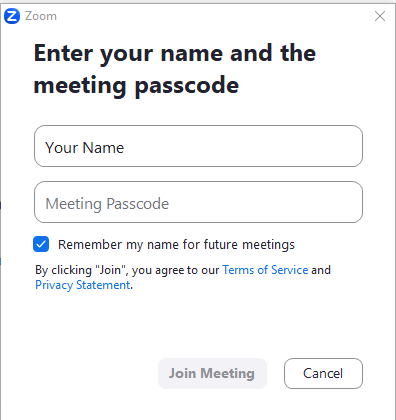 Zoom
Enter your name and the
meeting passcode
Your Name
Meeting Passcode
Remember my name for future meetings
By clicking "Join", you agree to our Terms of Service and
Privacy Statement.
Join Meeting Cancel